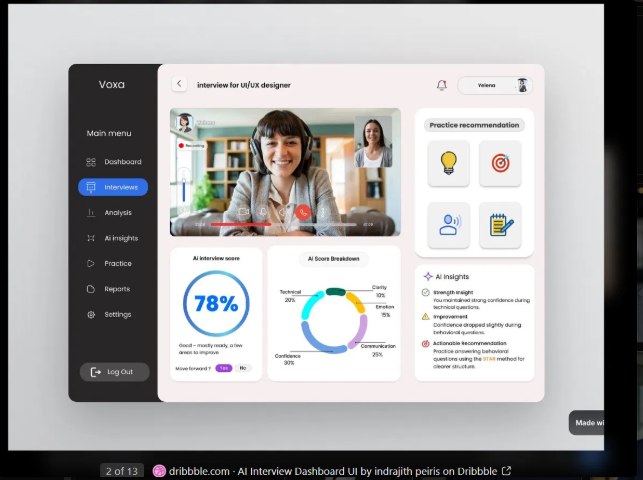 Voxa
Main menu
Dashboard
Interviews
Analysis
Ai insights
Practice
Reports
Settings
Log Out
interview for UI/UX designer
Yelena
Recording
Practice recommendation
Ai Interview score
78%
Good – mostly ready, a few
areas to improve
Move forward ?
Yes
No
AI Score Breakdown
Technical
20%
Clarity
10%
Emotion
15%
Communication
25%
Confidence
30%
AI Insights
Strength Insight
You maintained strong confidence during
technical questions.
Improvement
Confidence dropped slightly during
behavioral questions.
Actionable Recommendation
Practice answering behavioral
questions using the STAR method for
clearer structure.
Made wi
2 of 13
dribbble.com · AI Interview Dashboard UI by indrajith peiris on Dribbble